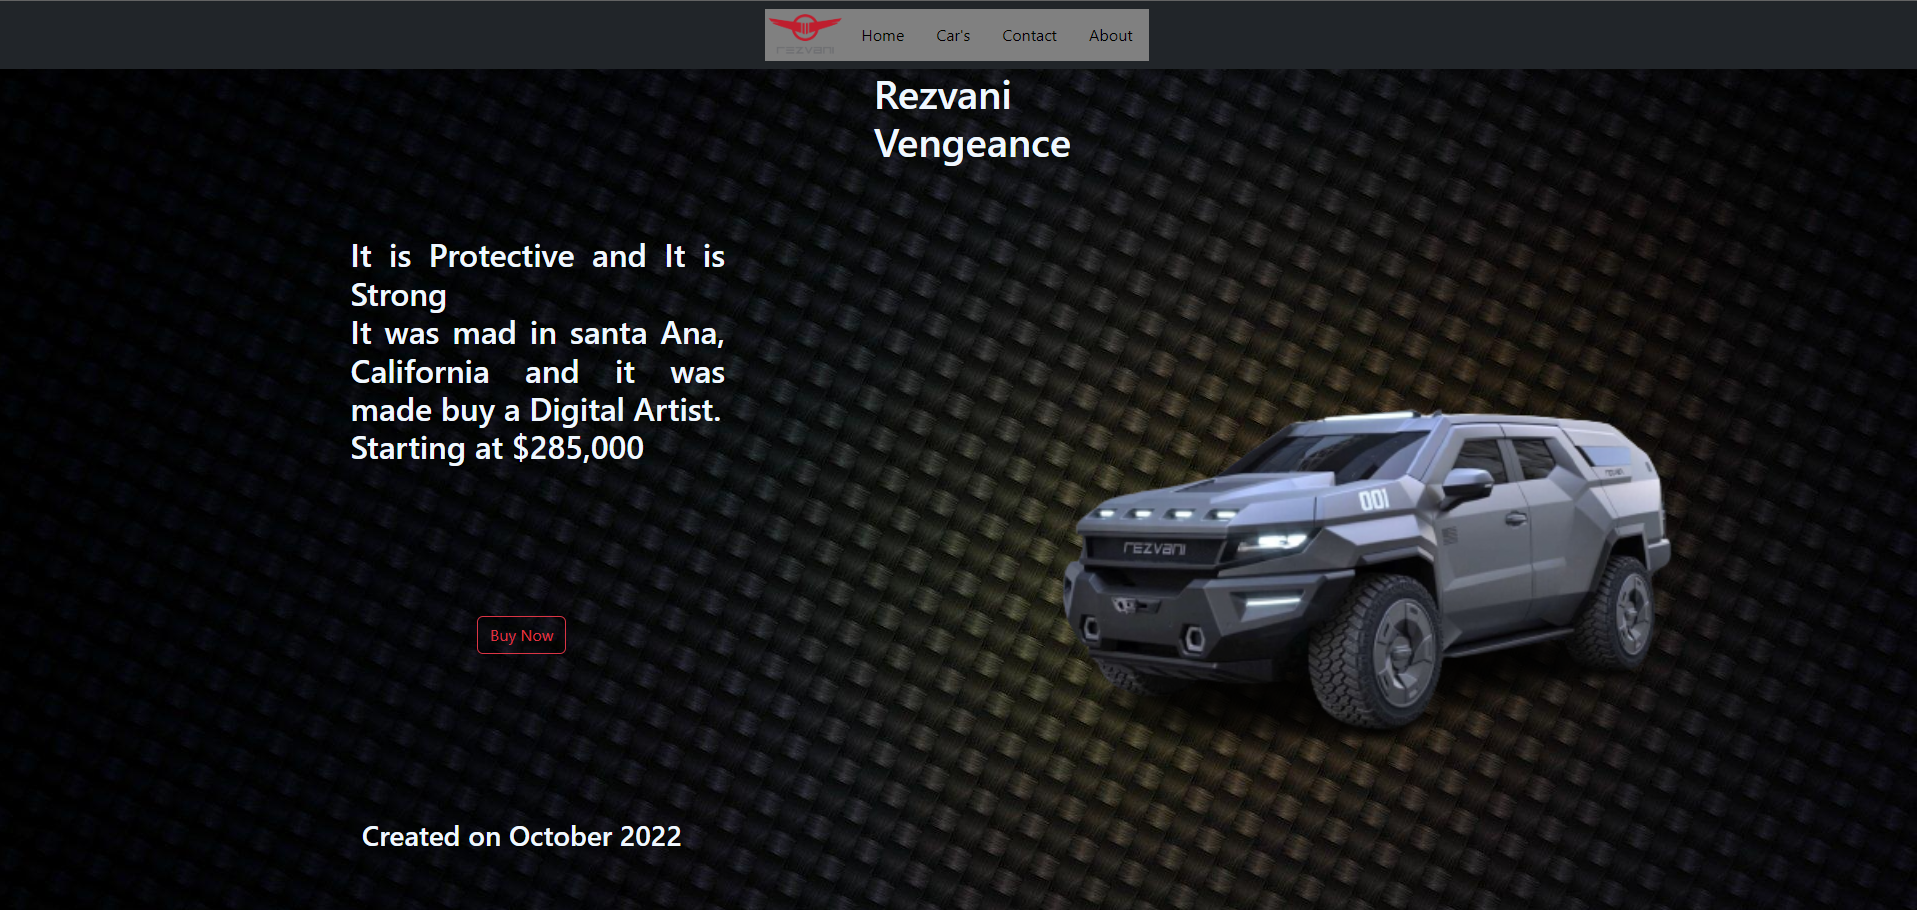 rezvani
Home Car's Contact About
Rezvani
Vengeance
It is Protective and It is
Strong
It was mad in santa Ana,
California and it was
made buy a Digital Artist.
Starting at $285,000
001
rezvani
Buy Now
Created on October 2022